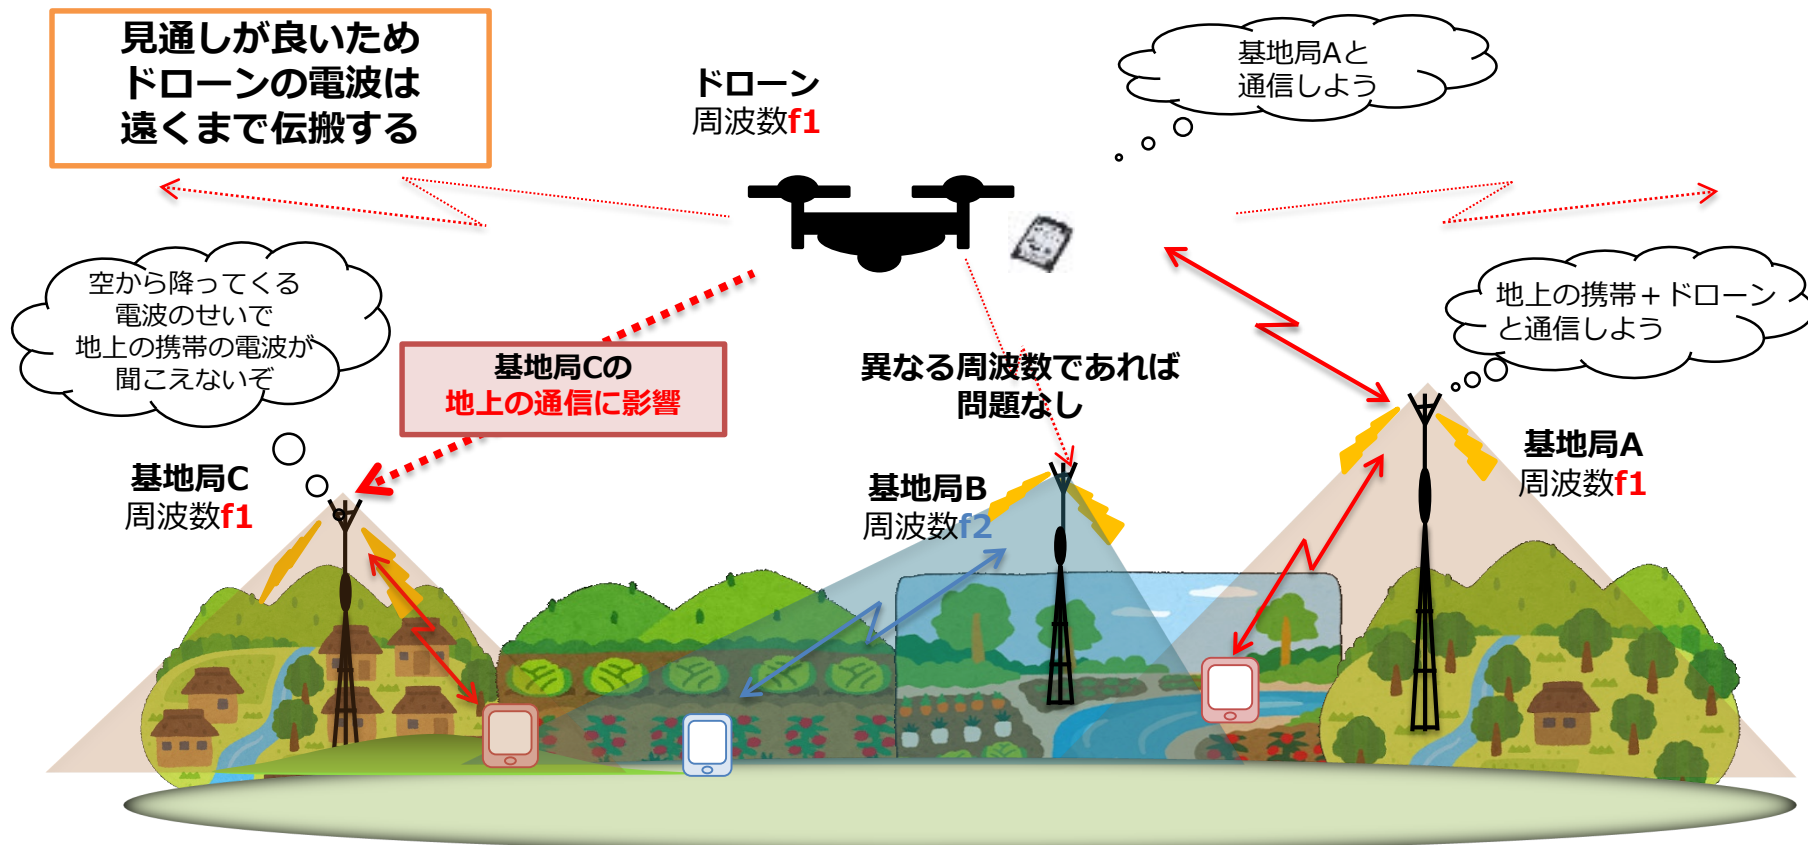 見通しが良いため
ドローンの電波は
遠くまで伝搬する
ドローン
周波数f1
基地局Aと
通信しよう
空から降ってくる
電波のせいで
地上の携帯の電波が
聞こえないぞ
基地局Cの
地上の通信に影響
異なる周波数であれば
問題なし
地上の携帯+ドローン
と通信しよう
基地局C
周波数f1
基地局B
周波数f2
基地局A
周波数f1